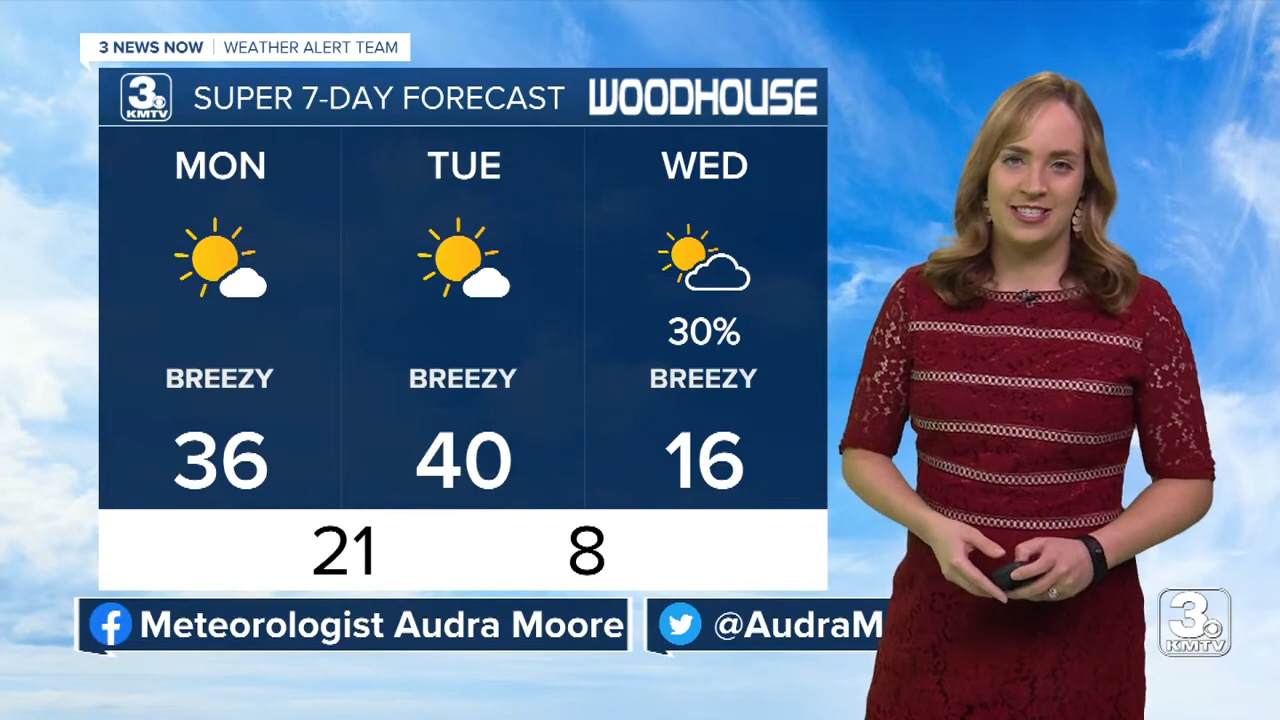 3 NEWS NOW | WEATHER ALERT TEAM
3 KMTV SUPER 7-DAY FORECAST WOODHOUSE
MON TUE WED
30%
BREEZY BREEZY BREEZY
36 40 16
21 8
Meteorologist Audra Moore @AudraM
3 KMTV